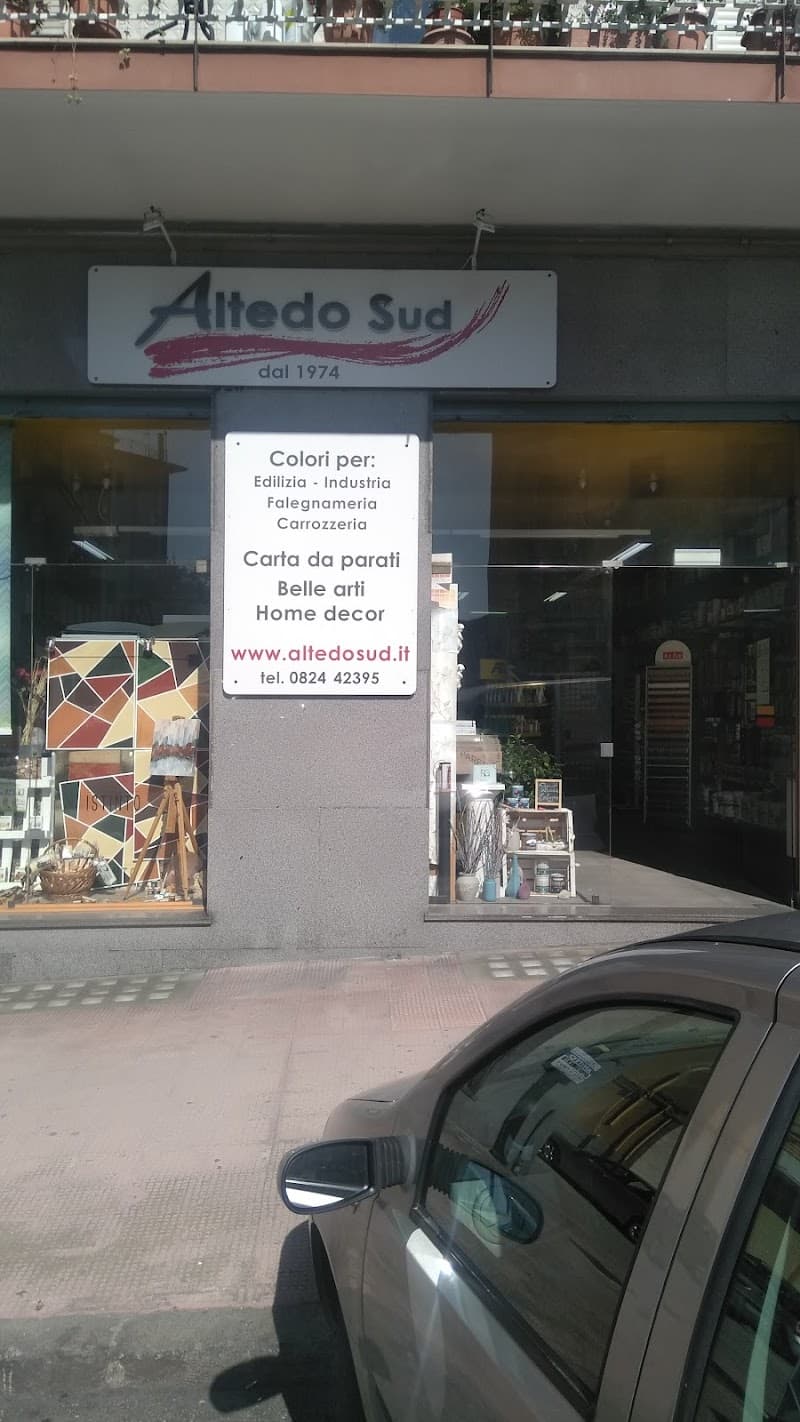 Altedo Sud
dal 1974
Colori per:
Edilizia - Industria
Falegnameria
Carrozzeria
Carta da parati
Belle arti
Home decor
www.altedosud.it
tel. 0824 42395
ISTINTO